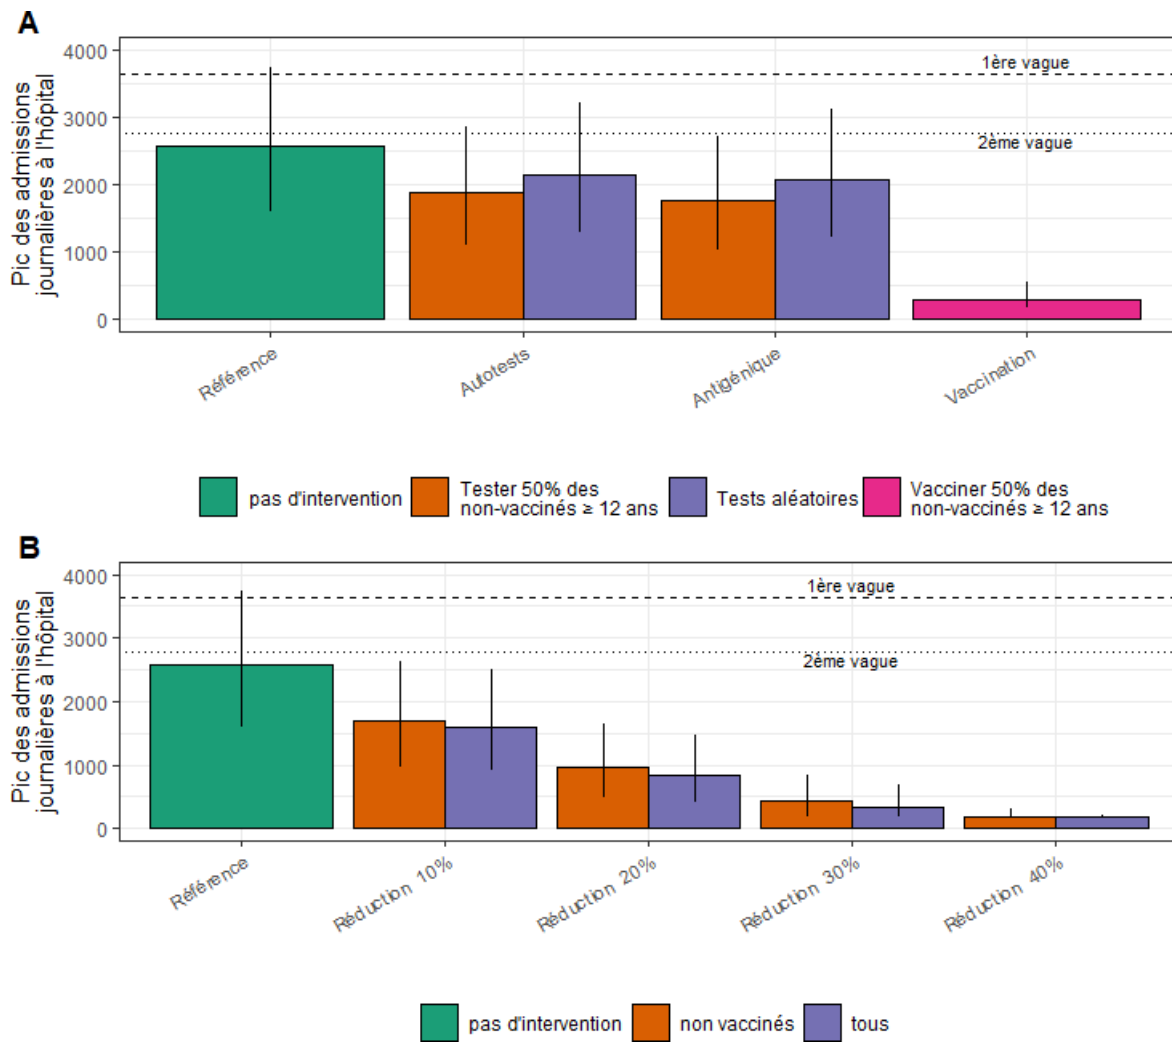 A
Pic des admissions
journalières à l'hôpital
4000
3000
2000
1000
0
1ère vague
2ème vague
Référence
Autotests
Antigénique
Vaccination
pas d'intervention
Tester 50% des
non-vaccinés ≥ 12 ans
Tests aléatoires
Vacciner 50% des
non-vaccinés ≥ 12 ans
B
Pic des admissions
journalières à l'hôpital
4000
3000
2000
1000
0
1ère vague
2ème vague
Référence
Réduction 10%
Réduction 20%
Réduction 30%
Réduction 40%
pas d'intervention
non vaccinés
tous